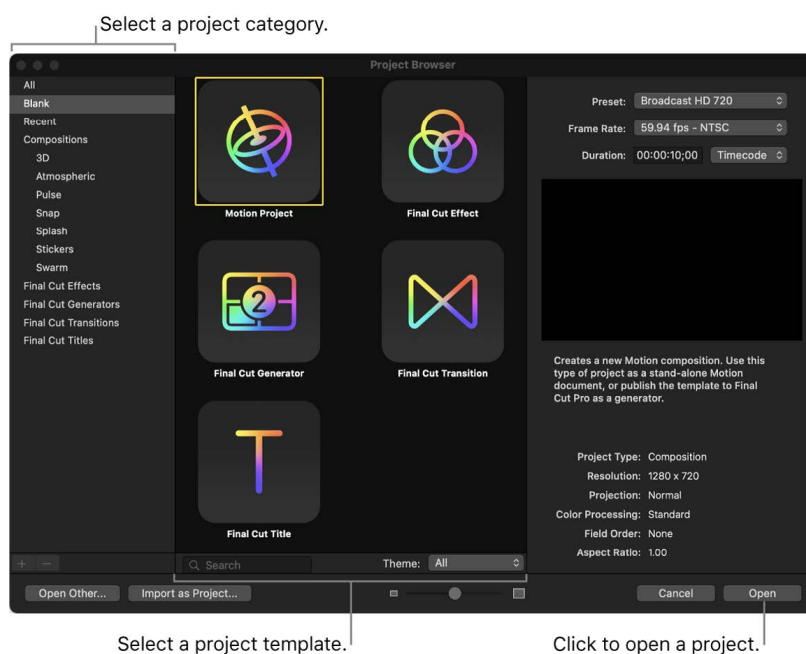 Select a project category.
Project Browser
All
Blank
Recent
Compositions
3D
Atmospheric
Pulse
Snap
Splash
Stickers
Swarm
Final Cut Effects
Final Cut Generators
Final Cut Transitions
Final Cut Titles
Motion Project
Final Cut Effect
2
Final Cut Generator
Final Cut Transition
T
Final Cut Title
Preset: Broadcast HD 720
Frame Rate: 59.94 fps - NTSC
Duration: 00:00:10;00 Timecode
Creates a new Motion composition. Use this
type of project as a stand-alone Motion
document, or publish the template to Final
Cut Pro as a generator.
Project Type: Composition
Resolution: 1280 x 720
Projection: Normal
Color Processing: Standard
Field Order: None
Aspect Ratio: 1.00
+ −
Search
Theme: All
Open Other...
Import as Project...
Cancel
Open
Select a project template.
Click to open a project.